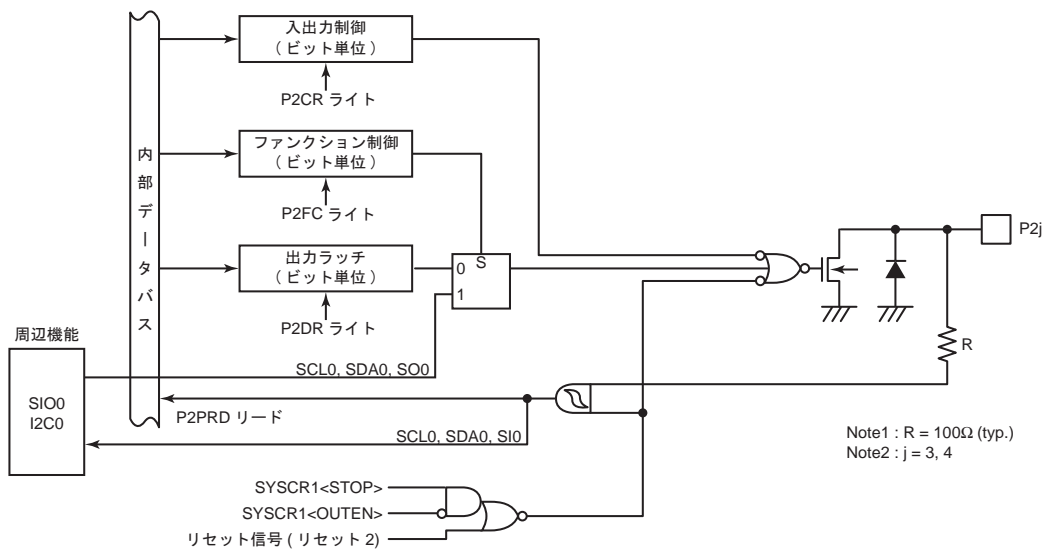 入出力制御
( ビット単位 )
P2CR ライト
ファンクション制御
( ビット単位 )
P2FC ライト
内部データバス
出力ラッチ
( ビット単位 )
P2DR ライト
S
0
1
P2j
R
周辺機能
SIO0
I2C0
SCL0, SDA0, SO0
P2PRD リード
SCL0, SDA0, SI0
Note1 : R = 100Ω (typ.)
Note2 : j = 3, 4
SYSCR1<STOP>
SYSCR1<OUTEN>
リセット信号 ( リセット 2)